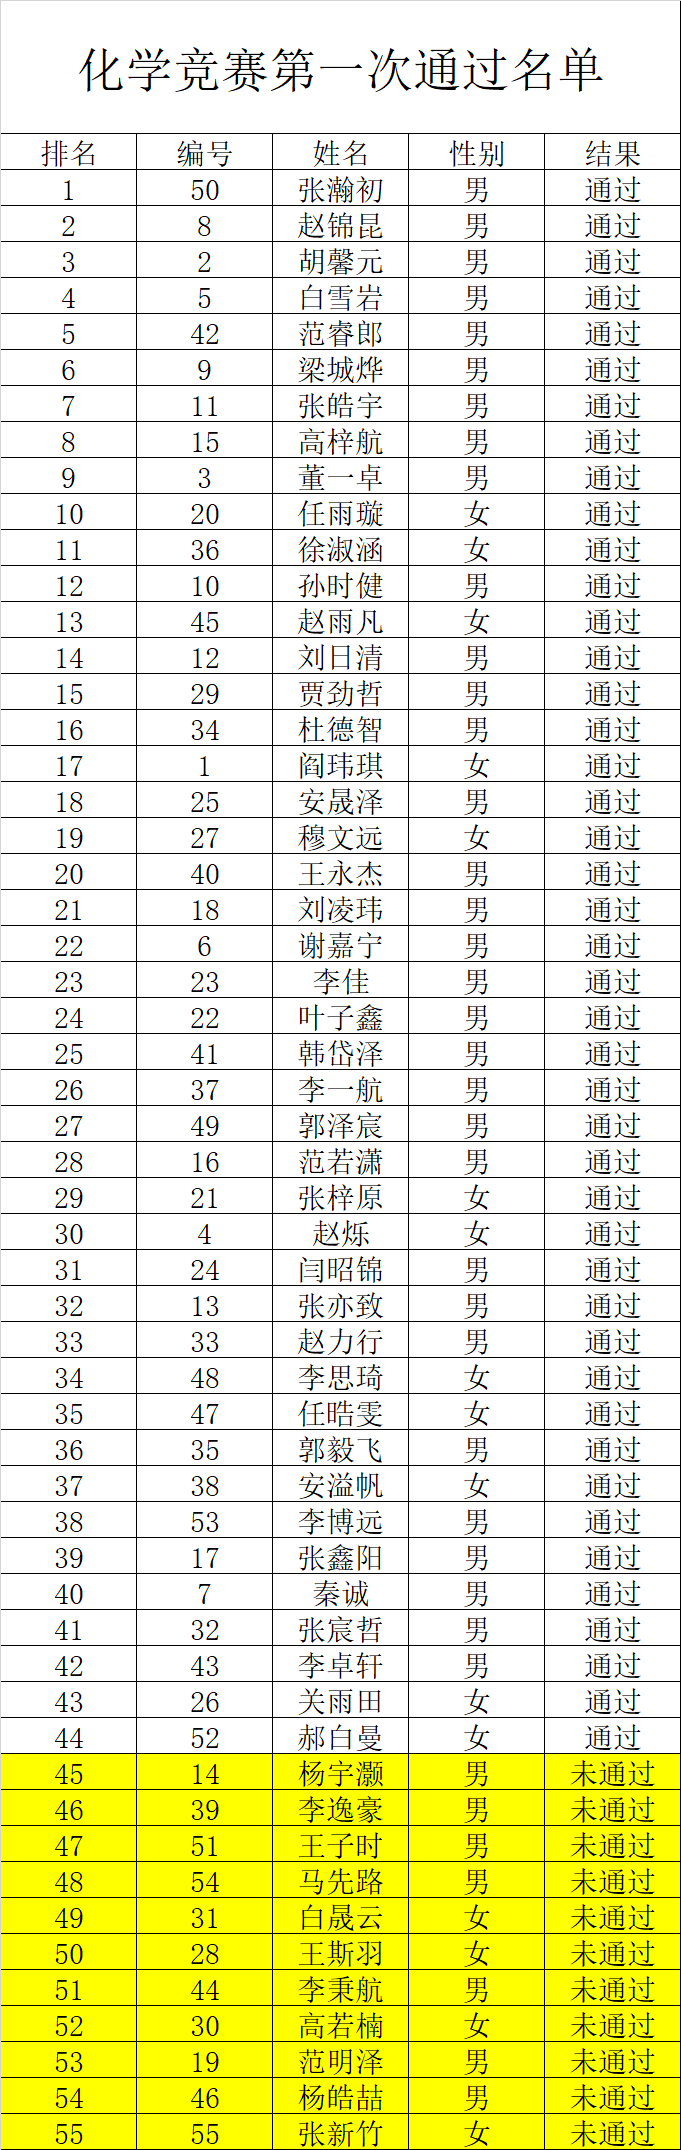 化学竞赛第一次通过名单
排名 编号 姓名 性别 结果
1 50 张瀚初 男 通过
2 8 赵锦昆 男 通过
3 2 胡馨元 男 通过
4 5 白雪岩 男 通过
5 42 范睿郎 男 通过
6 9 梁城烨 男 通过
7 11 张皓宇 男 通过
8 15 高梓航 男 通过
9 3 董一卓 男 通过
10 20 任雨璇 女 通过
11 36 徐淑涵 女 通过
12 10 孙时健 男 通过
13 45 赵雨凡 女 通过
14 12 刘日清 男 通过
15 29 贾劲哲 男 通过
16 34 杜德智 男 通过
17 1 阎玮琪 女 通过
18 25 安晟泽 男 通过
19 27 穆文远 女 通过
20 40 王永杰 男 通过
21 18 刘凌玮 男 通过
22 6 谢嘉宁 男 通过
23 23 李佳 男 通过
24 22 叶子鑫 男 通过
25 41 韩岱泽 男 通过
26 37 李一航 男 通过
27 49 郭泽宸 男 通过
28 16 范若潇 男 通过
29 21 张梓原 女 通过
30 4 赵烁 女 通过
31 24 闫昭锦 男 通过
32 13 张亦致 男 通过
33 33 赵力行 男 通过
34 48 李思琦 女 通过
35 47 任晧雯 女 通过
36 35 郭毅飞 男 通过
37 38 安溢帆 女 通过
38 53 李博远 男 通过
39 17 张鑫阳 男 通过
40 7 秦诚 男 通过
41 32 张宸哲 男 通过
42 43 李卓轩 男 通过
43 26 关雨田 女 通过
44 52 郝白曼 女 通过
45 14 杨宇灏 男 未通过
46 39 李逸豪 男 未通过
47 51 王子时 男 未通过
48 54 马先路 男 未通过
49 31 白晟云 女 未通过
50 28 王斯羽 女 未通过
51 44 李秉航 男 未通过
52 30 高若楠 女 未通过
53 19 范明泽 男 未通过
54 46 杨皓喆 男 未通过
55 55 张新竹 女 未通过